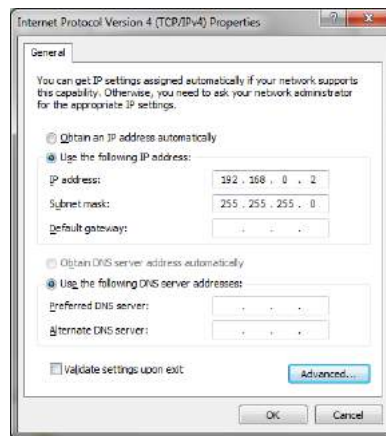 Internet Protocol Version 4 (TCP/IPv4) Properties
General
You can get IP settings assigned automatically if your network supports
this capability. Otherwise, you need to ask your network administrator
for the appropriate IP settings.
Obtain an IP address automatically
Use the following IP address:
IP address: 192 . 168 . 0 . 2
Subnet mask: 255 . 255 . 255 . 0
Default gateway: . . .
Obtain DNS server address automatically
Use the following DNS server addresses:
Preferred DNS server: . . .
Alternate DNS server: . . .
Validate settings upon exit
Advanced...
OK Cancel